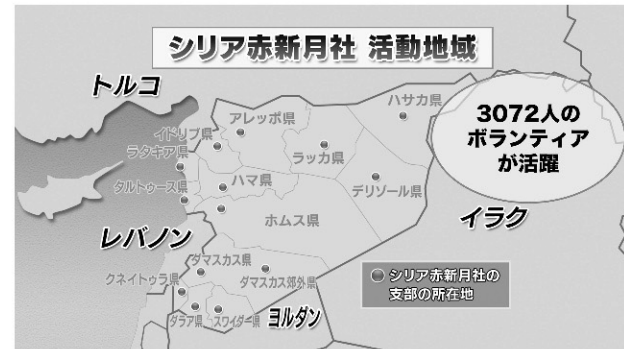 シリア赤新月社 活動地域
トルコ
ハサカ県
3072人の
ボランティア
が活躍
アレッポ県
イドリブ県
ラッカ県
ラタキア県
ハマ県
デリゾール県
タルトゥース県
イラク
ホムス県
レバノン
ダマスカス県
クネイトゥラ県
ダマスカス郊外県
シリア赤新月社の
支部の所在地
ダラア県
スワイダー県
ヨルダン